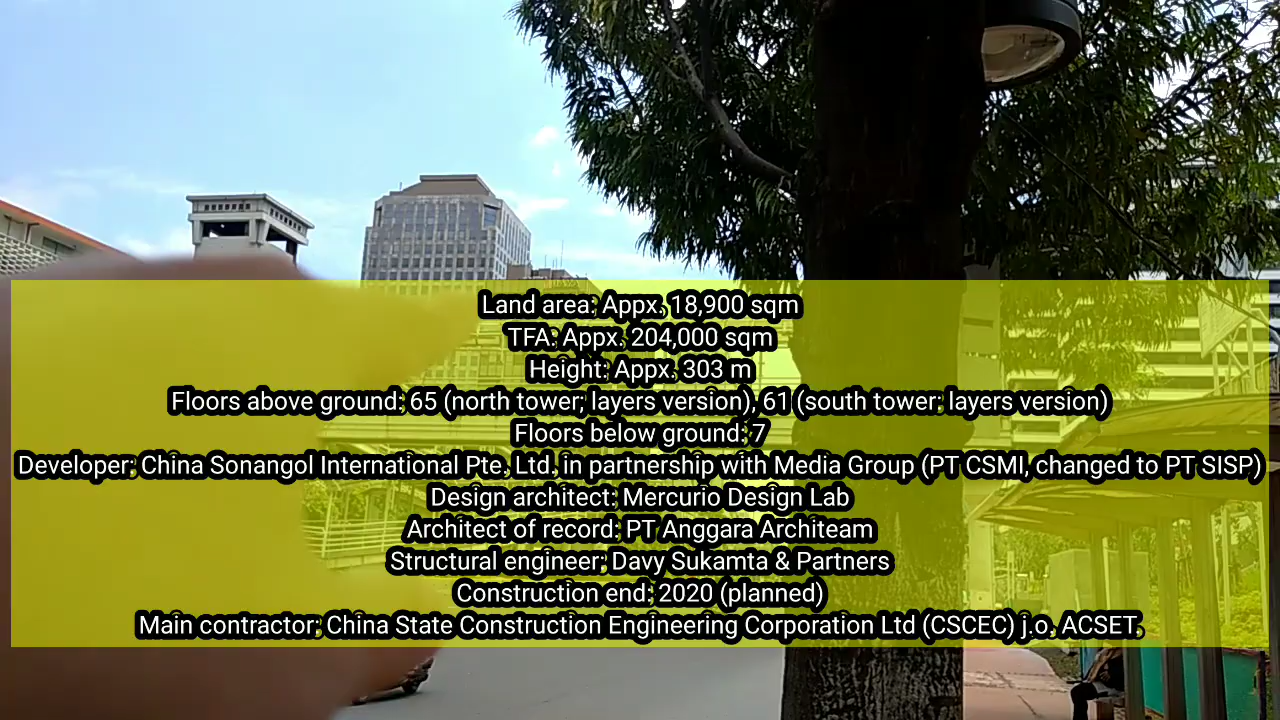 Land area: Appx. 18,900 sqm
TFA: Appx. 204,000 sqm
Height: Appx. 303 m
Floors above ground: 65 (north tower; layers version), 61 (south tower: layers version)
Floors below ground: 7
Developer: China Sonangol International Pte. Ltd. in partnership with Media Group (PT CSMI, changed to PT SISP)
Design architect: Mercurio Design Lab
Architect of record: PT Anggara Architeam
Structural engineer: Davy Sukamta & Partners
Construction end: 2020 (planned)
Main contractor: China State Construction Engineering Corporation Ltd (CSCEC) j.o. ACSET.